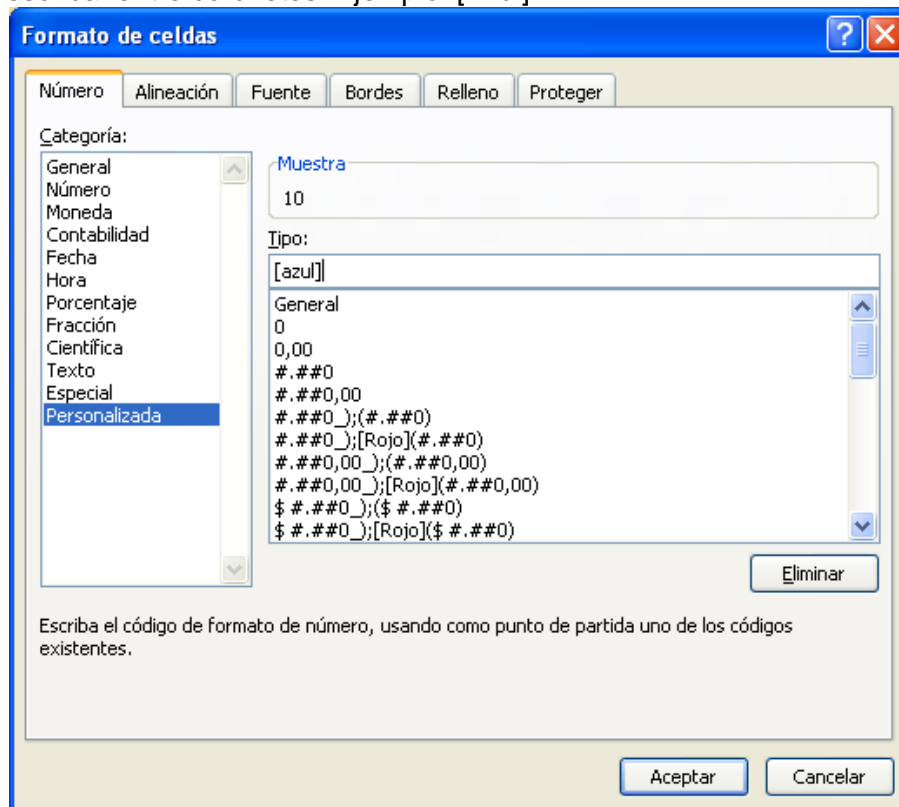 Formato de celdas
Número Alineación Fuente Bordes Relleno Proteger
Categoría:
General
Número
Moneda
Contabilidad
Fecha
Hora
Porcentaje
Fracción
Científica
Texto
Especial
Personalizada
Muestra
10
Tipo:
[azul]
General
0
0,00
#.##0
#.##0,00
#.##0_);(#.##0)
#.##0_);[Rojo](#.##0)
#.##0,00_);(#.##0,00)
#.##0,00_);[Rojo](#.##0,00)
$ #.##0_);($ #.##0)
$ #.##0_);[Rojo]($ #.##0)
Eliminar
Escriba el código de formato de número, usando como punto de partida uno de los códigos
existentes.
Aceptar Cancelar